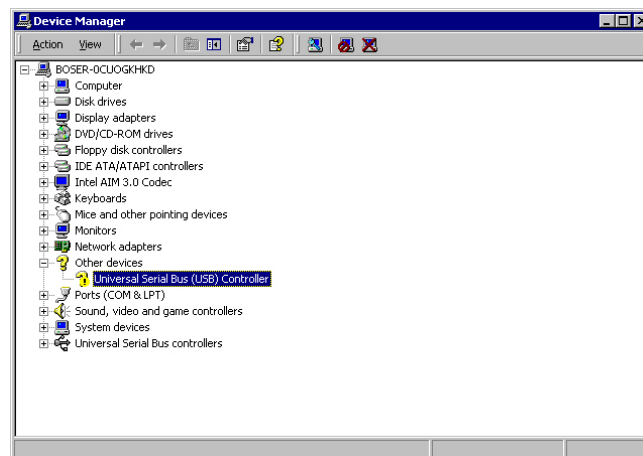 Device Manager
Action View
BOSER-0CUOGKHKD
Computer
Disk drives
Display adapters
DVD/CD-ROM drives
Floppy disk controllers
IDE ATA/ATAPI controllers
Intel AIM 3.0 Codec
Keyboards
Mice and other pointing devices
Monitors
Network adapters
Other devices
Universal Serial Bus (USB) Controller
Ports (COM & LPT)
Sound, video and game controllers
System devices
Universal Serial Bus controllers